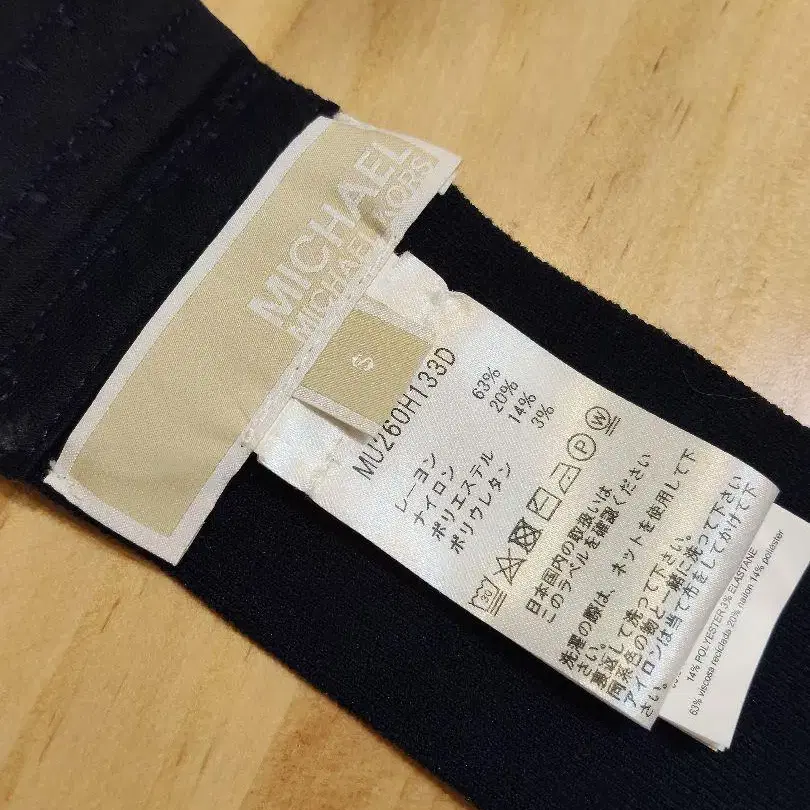 MICHAEL
MICHAEL KORS
S
MU260H133D
レーヨン 63%
ナイロン 20%
ポリエステル 14%
ポリウレタン 3%
30
P
W
日本国内の取扱いは
このラベルを確認ください
洗濯の際は、ネットを使用して下
さい。
裏返して洗って下さい。
同系色の物と一緒に洗って下さい
アイロンは当て布をしてかけて下
さい。
14% POLYESTER 3% ELASTANE
63% viscosa reciclada 20% nailon 14% poliéster